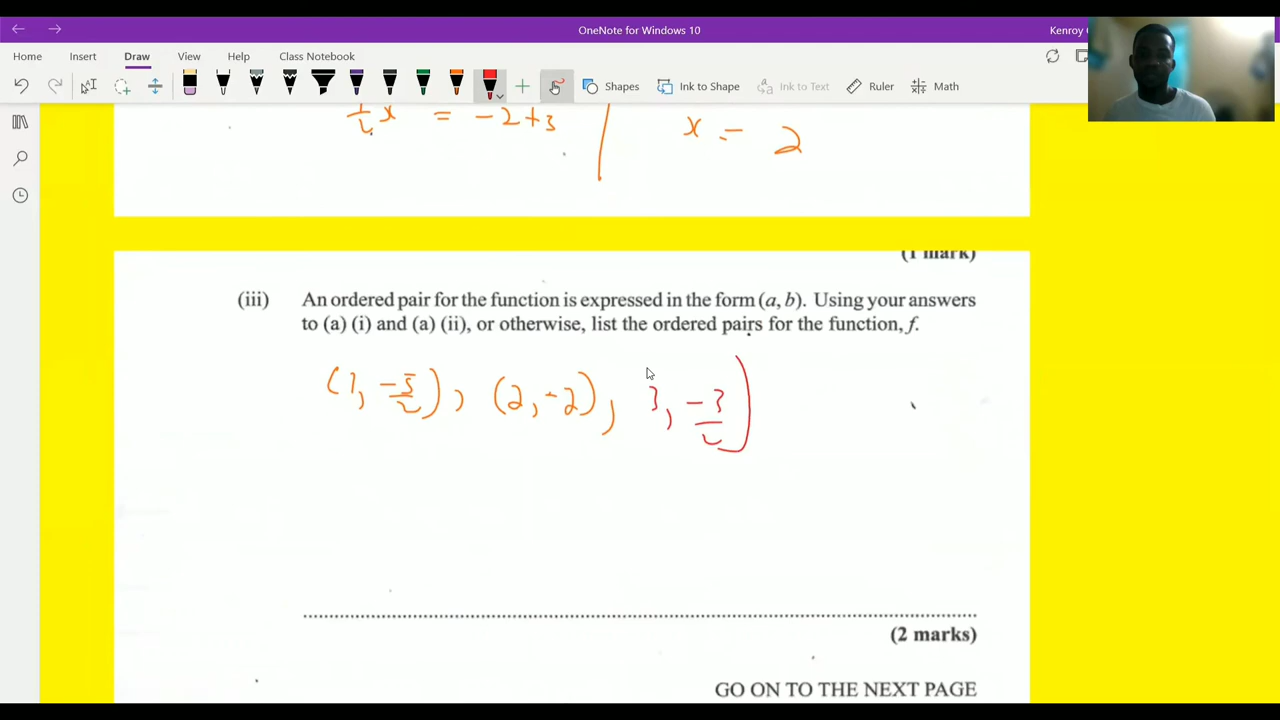 OneNote for Windows 10
Kenroy
Home Insert Draw View Help Class Notebook
Shapes Ink to Shape Ink to Text Ruler Math
1/2 x = -2+3
x = 2
(1 mark)
(iii) An ordered pair for the function is expressed in the form (a, b). Using your answers
to (a) (i) and (a) (ii), or otherwise, list the ordered pairs for the function, f.
(1, -5/2), (2, -2), 3, -3/2)
(2 marks)
GO ON TO THE NEXT PAGE